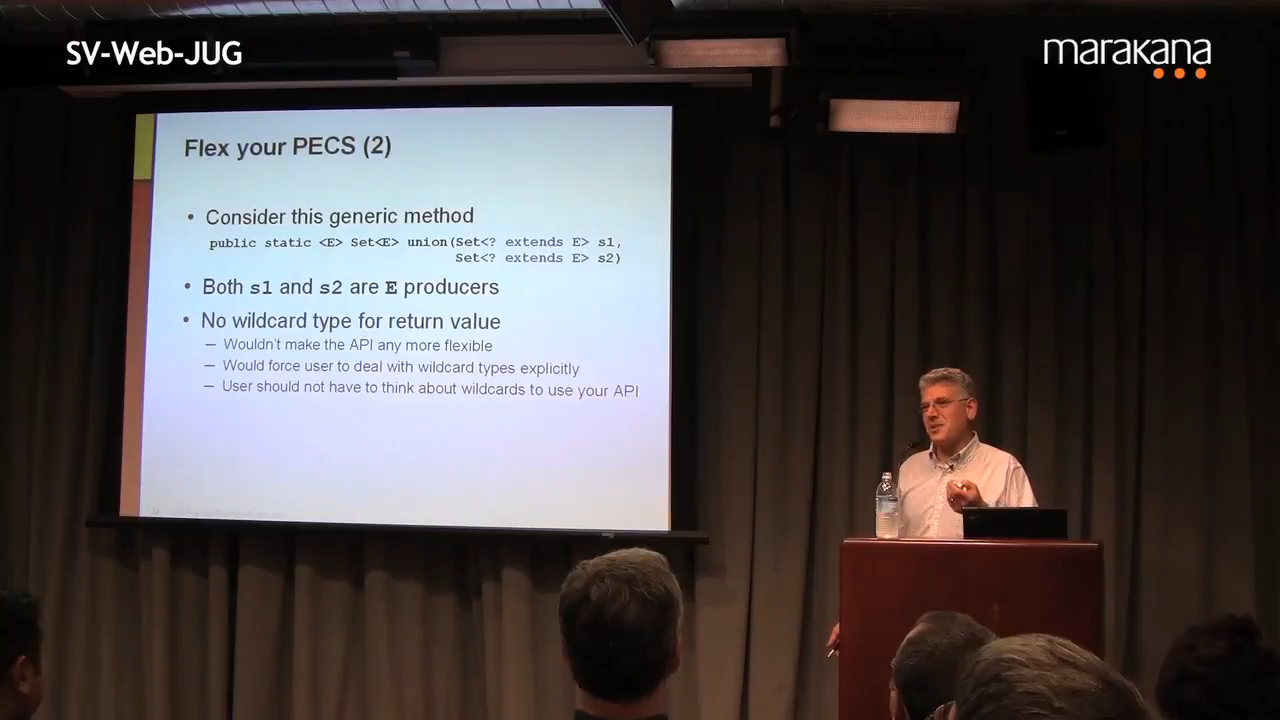 SV-Web-JUG
marakana
Flex your PECS (2)
• Consider this generic method
public static <E> Set<E> union(Set<? extends E> s1,
Set<? extends E> s2)
• Both s1 and s2 are E producers
• No wildcard type for return value
– Wouldn't make the API any more flexible
– Would force user to deal with wildcard types explicitly
– User should not have to think about wildcards to use your API